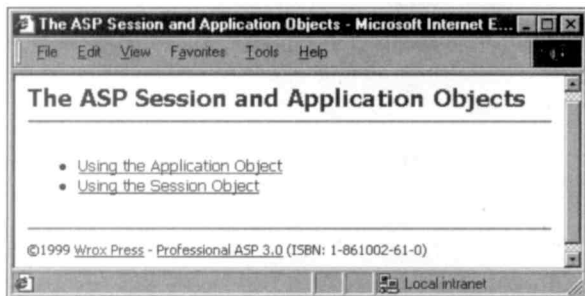 The ASP Session and Application Objects - Microsoft Internet E...
File Edit View Favorites Tools Help
The ASP Session and Application Objects
• Using the Application Object
• Using the Session Object
©1999 Wrox Press - Professional ASP 3.0 (ISBN: 1-861002-61-0)
Local intranet